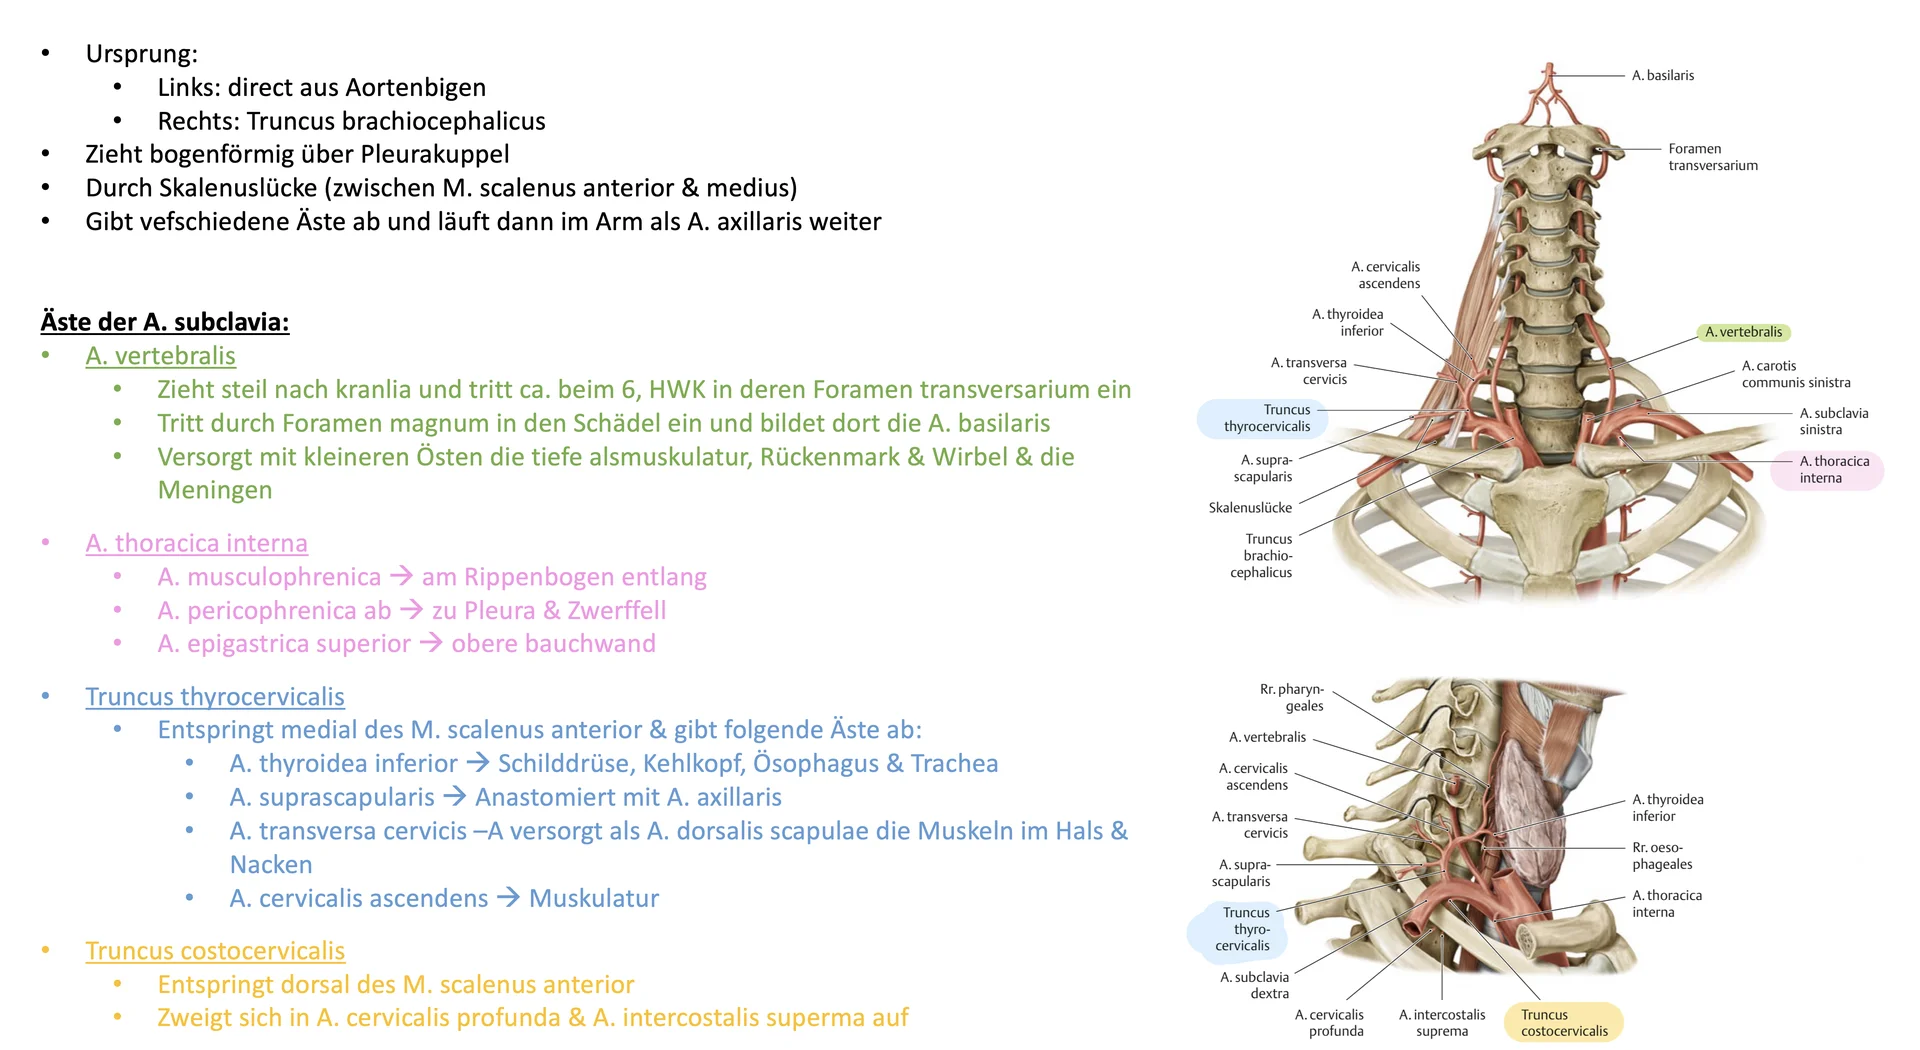 • Ursprung:
• Links: direct aus Aortenbigen
• Rechts: Truncus brachiocephalicus
• Zieht bogenförmig über Pleurakuppel
• Durch Skalenuslücke (zwischen M. scalenus anterior & medius)
• Gibt vefschiedene Äste ab und läuft dann im Arm als A. axillaris weiter
Äste der A. subclavia:
• A. vertebralis
• Zieht steil nach kranlia und tritt ca. beim 6, HWK in deren Foramen transversarium ein
• Tritt durch Foramen magnum in den Schädel ein und bildet dort die A. basilaris
• Versorgt mit kleineren Östen die tiefe alsmuskulatur, Rückenmark & Wirbel & die
Meningen
• A. thoracica interna
• A. musculophrenica → am Rippenbogen entlang
• A. pericophrenica ab → zu Pleura & Zwerffell
• A. epigastrica superior → obere bauchwand
• Truncus thyrocervicalis
• Entspringt medial des M. scalenus anterior & gibt folgende Äste ab:
• A. thyroidea inferior → Schilddrüse, Kehlkopf, Ösophagus & Trachea
• A. suprascapularis → Anastomiert mit A. axillaris
• A. transversa cervicis –A versorgt als A. dorsalis scapulae die Muskeln im Hals &
Nacken
• A. cervicalis ascendens → Muskulatur
• Truncus costocervicalis
• Entspringt dorsal des M. scalenus anterior
• Zweigt sich in A. cervicalis profunda & A. intercostalis superma auf
A. basilaris
Foramen
transversarium
A. cervicalis
ascendens
A. thyroidea
inferior
A. transversa
cervicis
Truncus
thyrocervicalis
A. supra-
scapularis
Skalenuslücke
Truncus
brachio-
cephalicus
A. vertebralis
A. carotis
communis sinistra
A. subclavia
sinistra
A. thoracica
interna
Rr. pharyn-
geales
A. vertebralis
A. cervicalis
ascendens
A. transversa
cervicis
A. supra-
scapularis
Truncus
thyro-
cervicalis
A. subclavia
dextra
A. cervicalis
profunda
A. intercostalis
suprema
Truncus
costocervicalis
A. thyroidea
inferior
Rr. oeso-
phageales
A. thoracica
interna